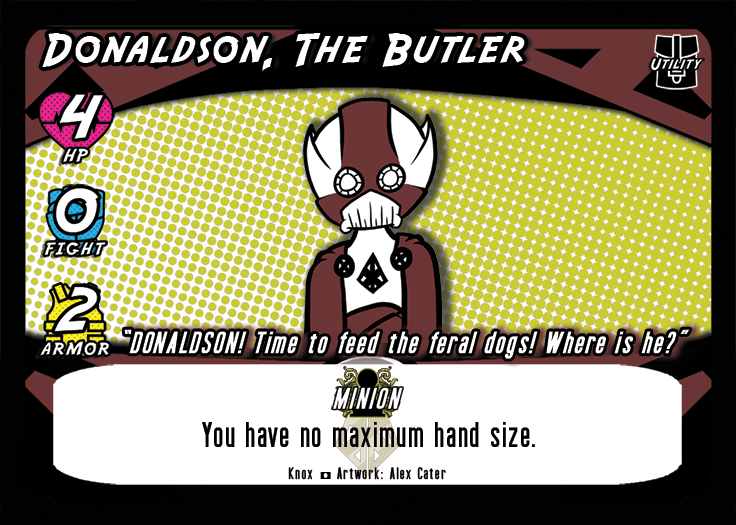 DONALDSON, THE BUTLER
UTILITY
4
HP
0
FIGHT
2
ARMOR
"DONALDSON! Time to feed the feral dogs! Where is he?"
MINION
You have no maximum hand size.
Knox Artwork: Alex Cater